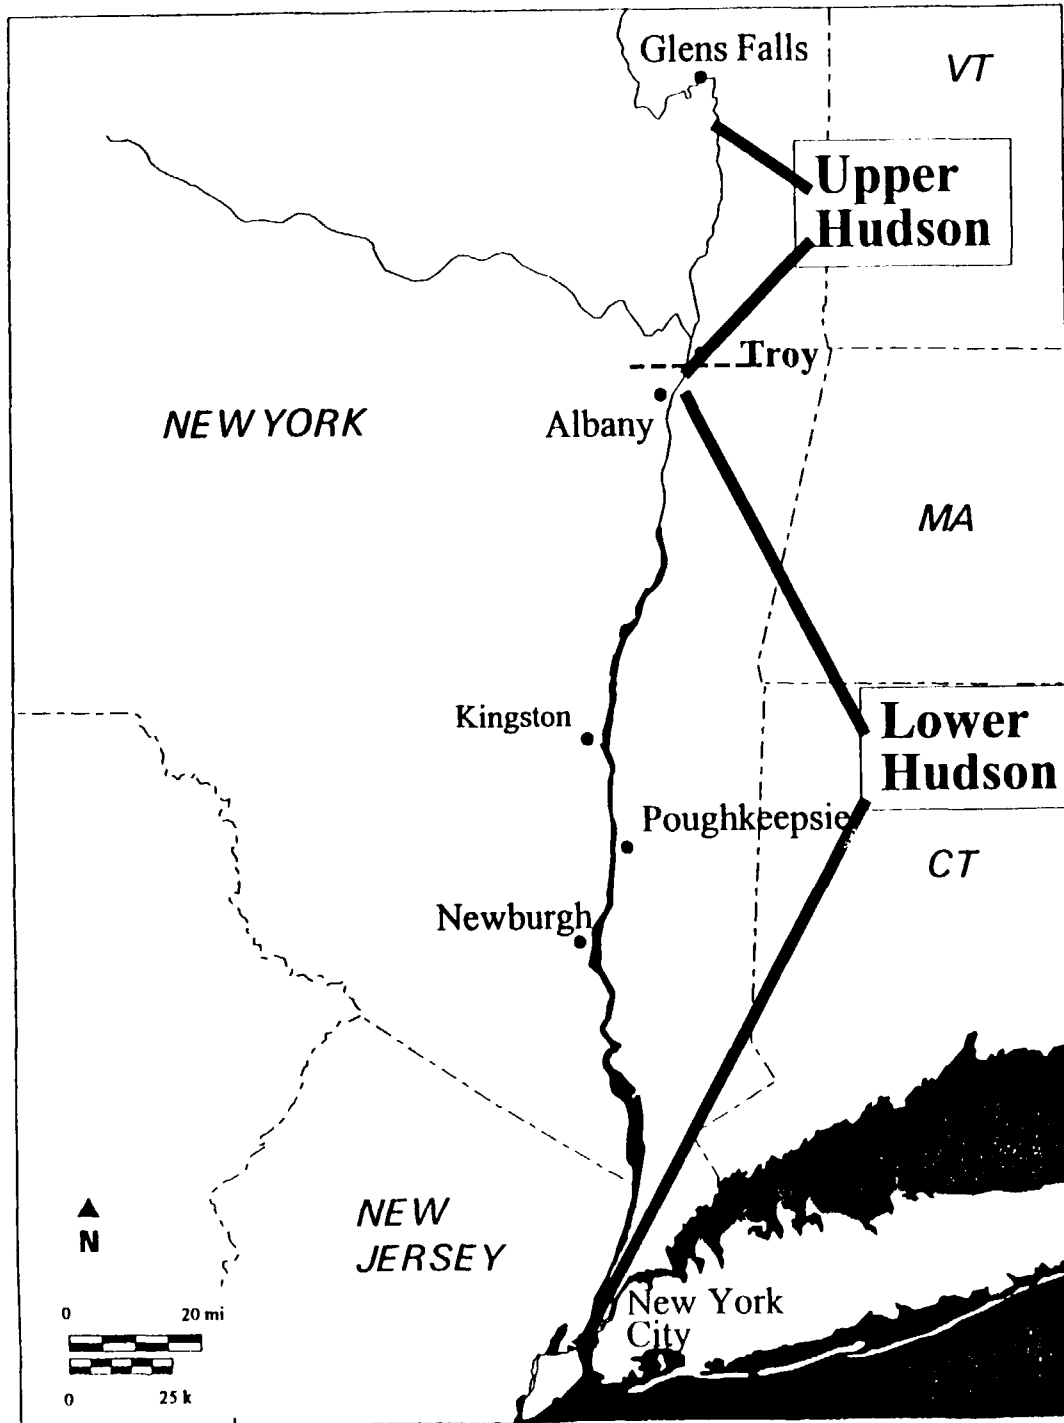 Glens Falls
VT
Upper
Hudson
Troy
NEW YORK
Albany
MA
Kingston
Lower
Hudson
Poughkeepsie
CT
Newburgh
NEW
JERSEY
N
0 20 mi
0 25 k
New York
City